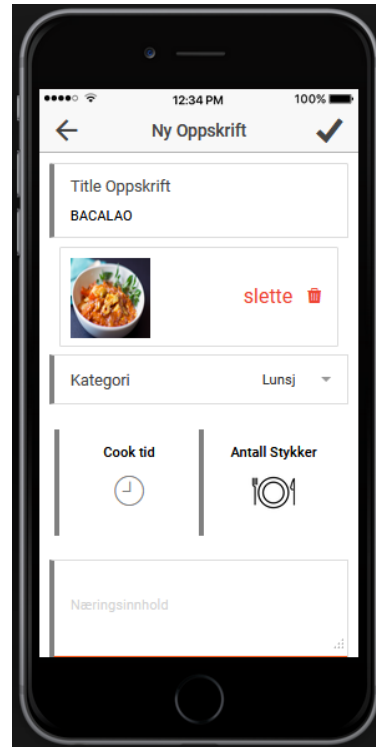 12:34 PM 100%
Ny Oppskrift
Title Oppskrift
BACALAO
slette
Kategori Lunsj
Cook tid Antall Stykker
Næringsinnhold